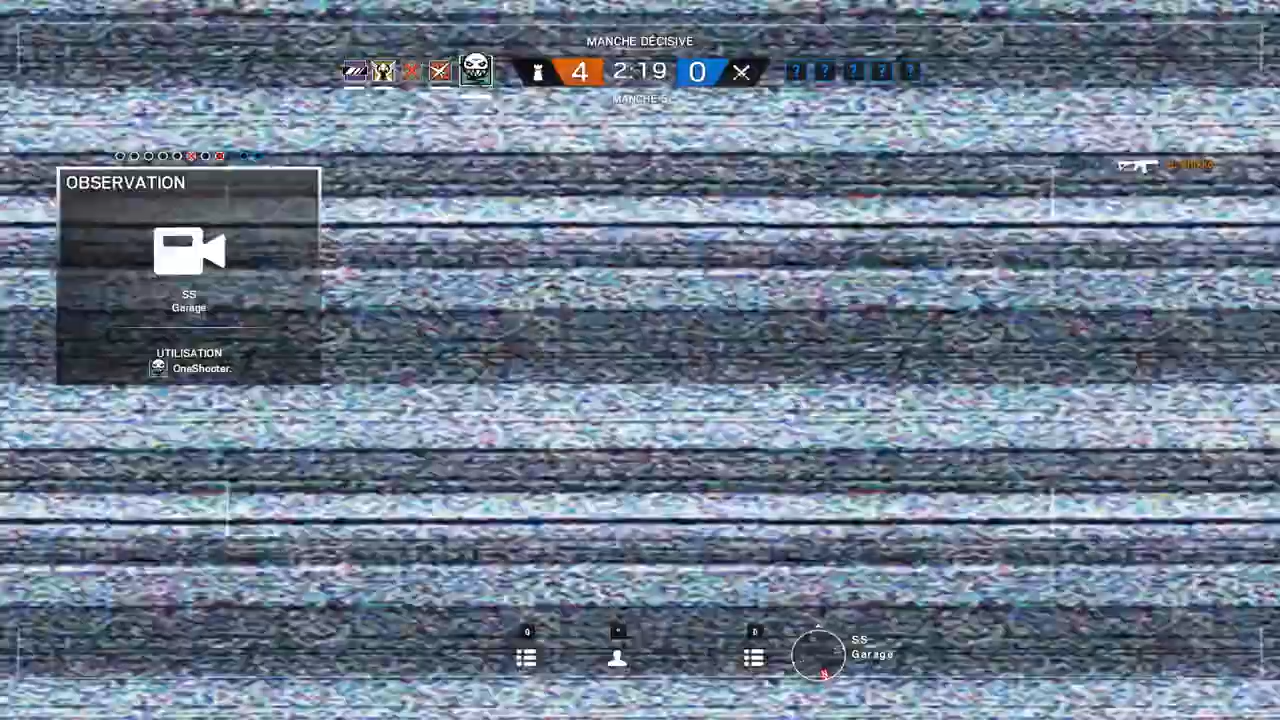 MANCHE DÉCISIVE
4 2:19 0
? ? ? ? ?
MANCHE 5
OBSERVATION
SS
Garage
UTILISATION
OneShooter.
SS
Garage
N